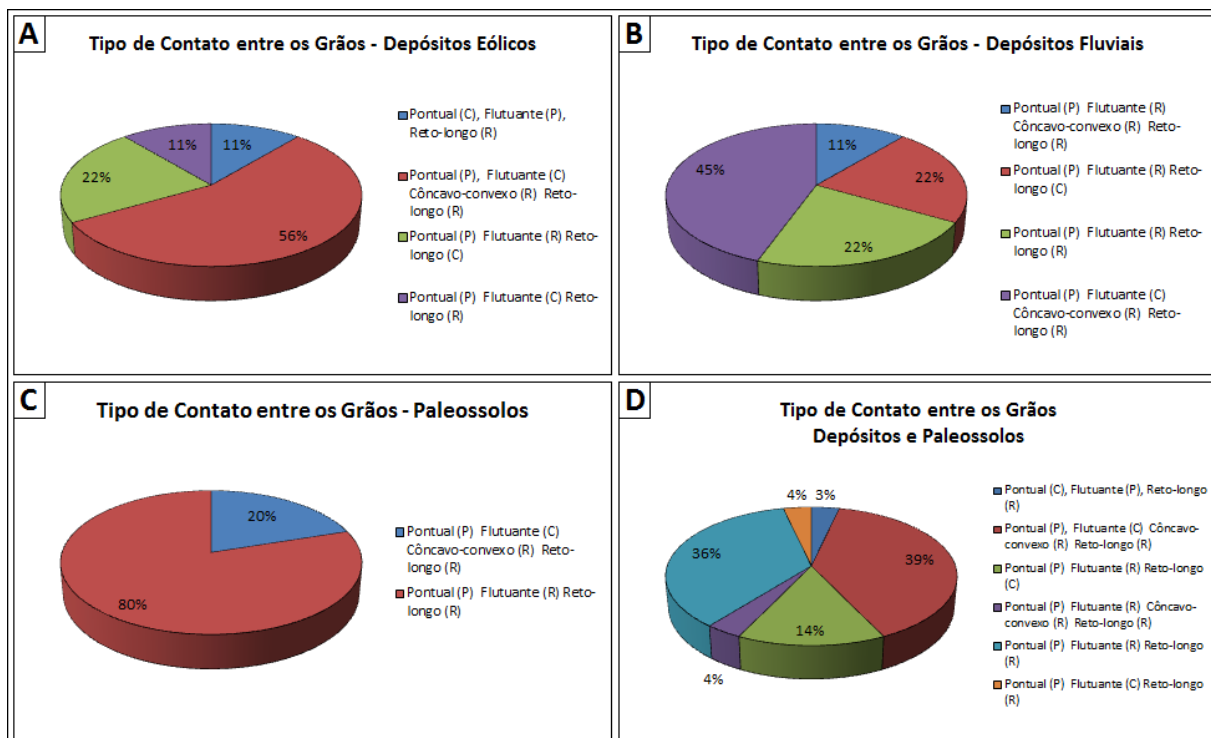 A
Tipo de Contato entre os Grãos - Depósitos Eólicos
11%
11%
22%
56%
Pontual (C), Flutuante (P),
Reto-longo (R)
Pontual (P), Flutuante (C)
Côncavo-convexo (R) Reto-
longo (R)
Pontual (P) Flutuante (R) Reto-
longo (C)
Pontual (P) Flutuante (C) Reto-
longo (R)
B
Tipo de Contato entre os Grãos - Depósitos Fluviais
11%
45%
22%
22%
Pontual (P) Flutuante (R)
Côncavo-convexo (R) Reto-
longo (R)
Pontual (P) Flutuante (R) Reto-
longo (C)
Pontual (P) Flutuante (R) Reto-
longo (R)
Pontual (P) Flutuante (C)
Côncavo-convexo (R) Reto-
longo (R)
C
Tipo de Contato entre os Grãos - Paleossolos
20%
80%
Pontual (P) Flutuante (C)
Côncavo-convexo (R) Reto-
longo (R)
Pontual (P) Flutuante (R) Reto-
longo (R)
D
Tipo de Contato entre os Grãos
Depósitos e Paleossolos
4%
3%
36%
39%
14%
4%
Pontual (C), Flutuante (P), Reto-longo
(R)
Pontual (P), Flutuante (C) Côncavo-
convexo (R) Reto-longo (R)
Pontual (P) Flutuante (R) Reto-longo
(C)
Pontual (P) Flutuante (R) Côncavo-
convexo (R) Reto-longo (R)
Pontual (P) Flutuante (R) Reto-longo
(R)
Pontual (P) Flutuante (C) Reto-longo
(R)